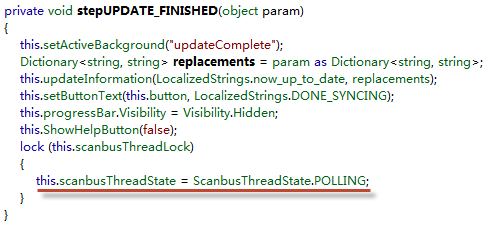 private void stepUPDATE_FINISHED(object param)
{
this.setActiveBackground("updateComplete");
Dictionary<string, string> replacements = param as Dictionary<string, string>;
this.updateInformation(LocalizedStrings.now_up_to_date, replacements);
this.setButtonText(this.button, LocalizedStrings.DONE_SYNCING);
this.progressBar.Visibility = Visibility.Hidden;
this.ShowHelpButton(false);
lock (this.scanbusThreadLock)
{
this.scanbusThreadState = ScanbusThreadState.POLLING;
}
}